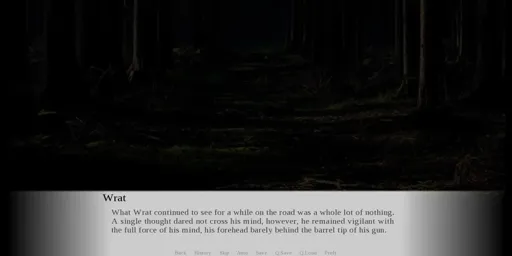 Wrat
What Wrat continued to see for a while on the road was a whole lot of nothing.
A single thought dared not cross his mind, however, he remained vigilant with
the full force of his mind, his forehead barely behind the barrel tip of his gun.
Back History Skip Auto Save Q.Save Q.Load Prefs